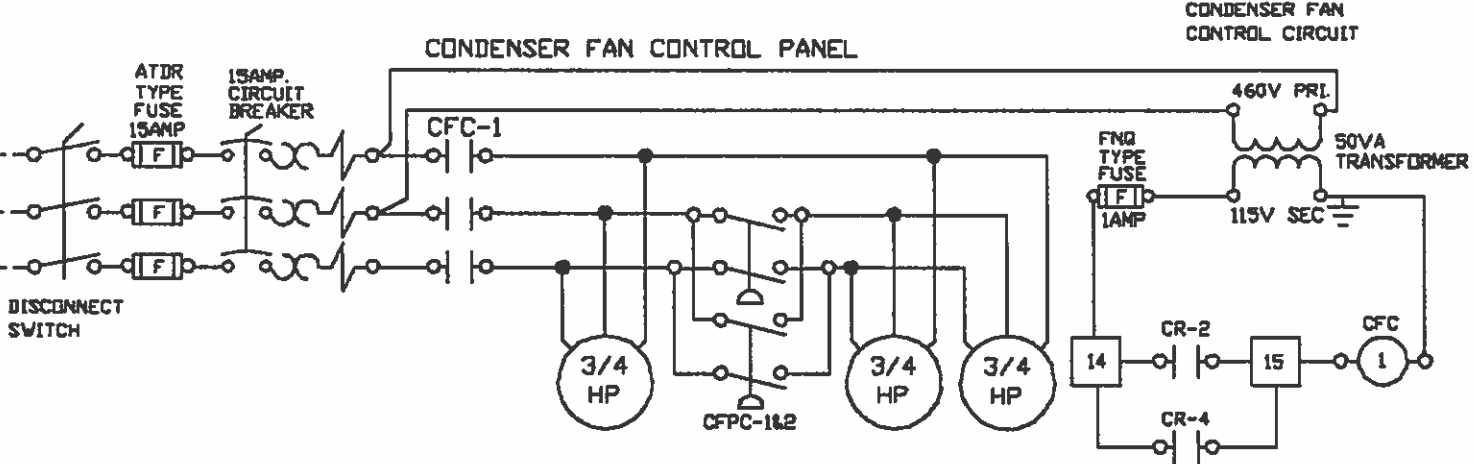 CONDENSER FAN
CONTROL CIRCUIT
CONDENSER FAN CONTROL PANEL
ATDR
TYPE
FUSE
15AMP
15AMP.
CIRCUIT
BREAKER
CFC-1
460V PRI.
50VA
TRANSFORMER
FNQ
TYPE
FUSE
F
1AMP
115V SEC
F
F
F
DISCONNECT
SWITCH
3/4
HP
CFPC-1&2
3/4
HP
3/4
HP
14
CR-2
15
CFC
1
CR-4